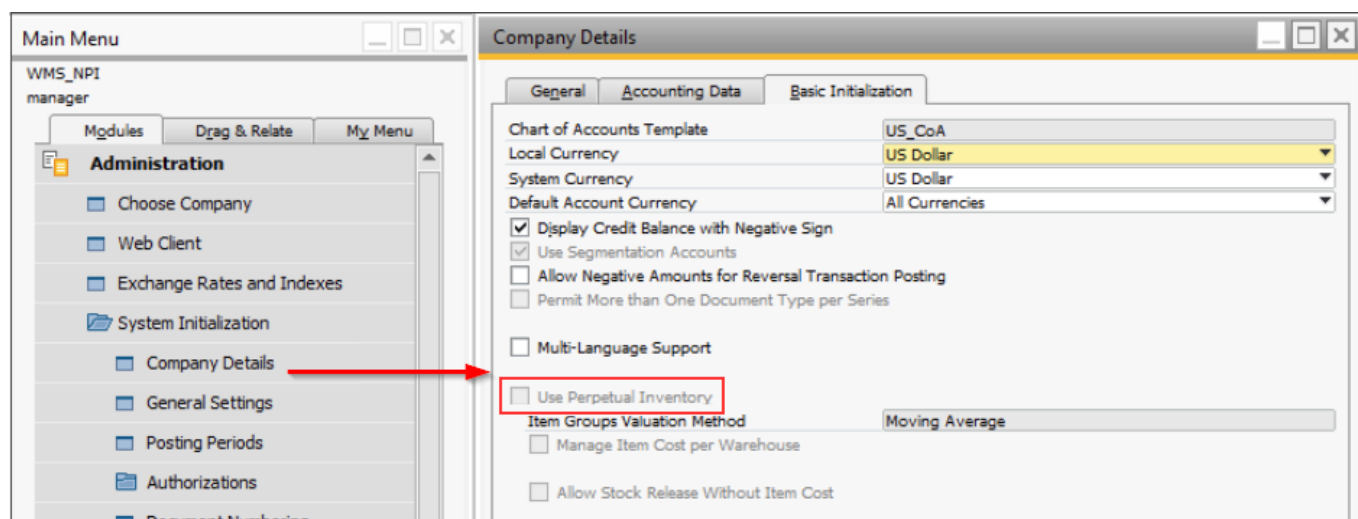 Main Menu
WMS_NPI
manager
Modules
Drag & Relate
My Menu
Administration
Choose Company
Web Client
Exchange Rates and Indexes
System Initialization
Company Details
General Settings
Posting Periods
Authorizations
Document Numbering
Company Details
General
Accounting Data
Basic Initialization
Chart of Accounts Template US_CoA
Local Currency US Dollar
System Currency US Dollar
Default Account Currency All Currencies
Display Credit Balance with Negative Sign
Use Segmentation Accounts
Allow Negative Amounts for Reversal Transaction Posting
Permit More than One Document Type per Series
Multi-Language Support
Use Perpetual Inventory
Item Groups Valuation Method Moving Average
Manage Item Cost per Warehouse
Allow Stock Release Without Item Cost